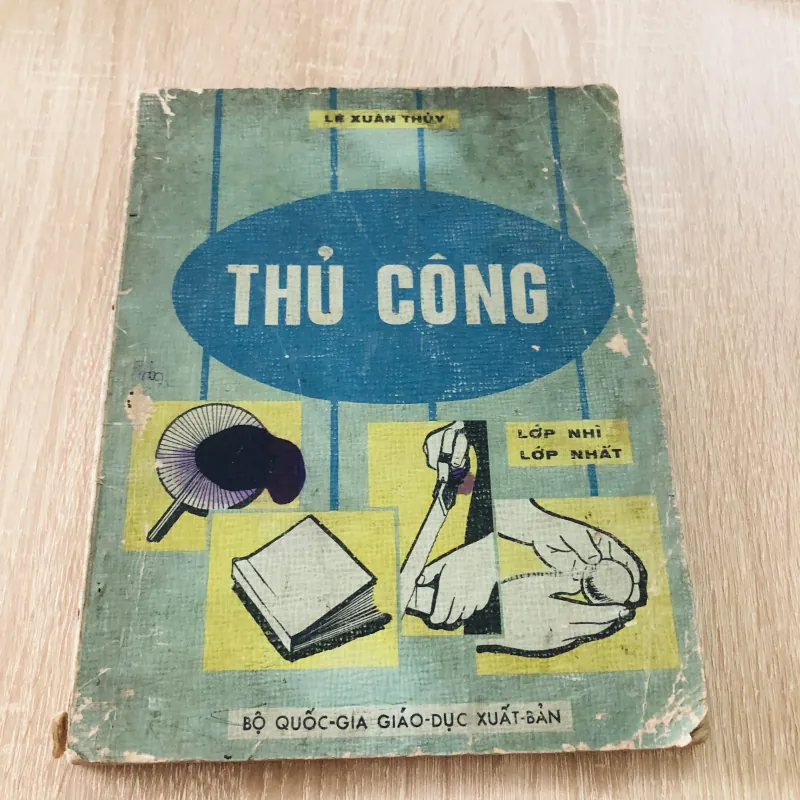 LÊ XUÂN THỦY
THỦ CÔNG
LỚP NHÌ
LỚP NHẤT
BỘ QUỐC-GIA GIÁO-DỤC XUẤT-BẢN